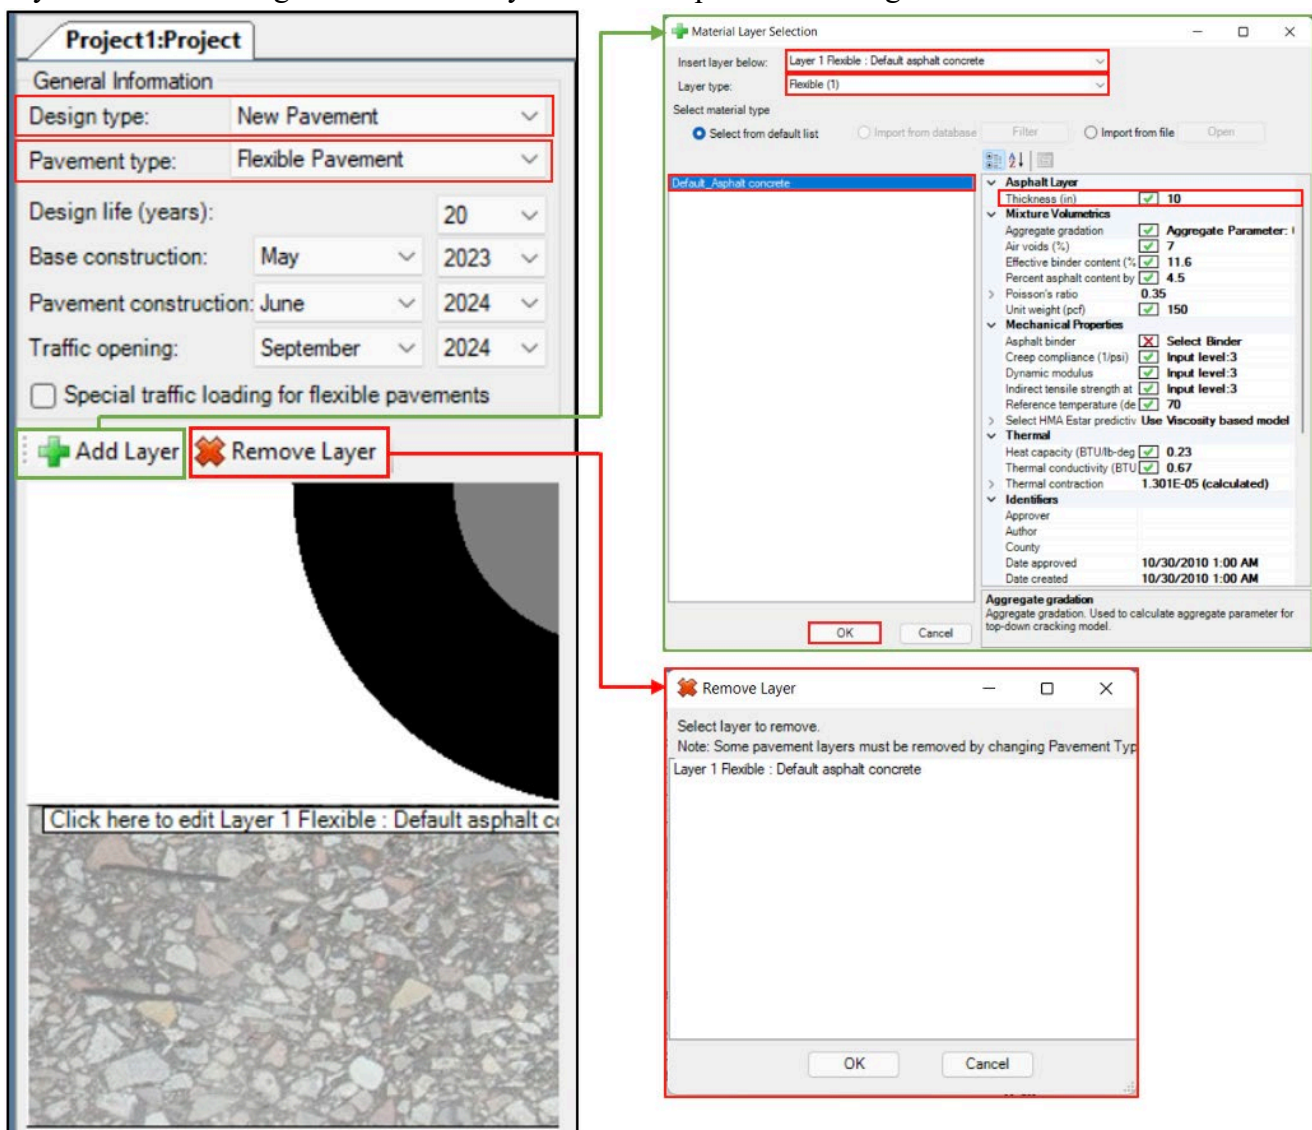 Project1:Project
General Information
Design type: New Pavement
Pavement type: Flexible Pavement
Design life (years): 20
Base construction: May 2023
Pavement construction: June 2024
Traffic opening: September 2024
Special traffic loading for flexible pavements
Add Layer Remove Layer
Click here to edit Layer 1 Flexible : Default asphalt co
Material Layer Selection
Insert layer below: Layer 1 Flexible : Default asphalt concrete
Layer type: Flexible (1)
Select material type
Select from default list Import from database Filter Import from file Open
Default_Asphalt concrete
Asphalt Layer
Thickness (in) 10
Mixture Volumetrics
Aggregate gradation Aggregate Parameter:
Air voids (%) 7
Effective binder content (% 11.6
Percent asphalt content by 4.5
Poisson's ratio 0.35
Unit weight (pcf) 150
Mechanical Properties
Asphalt binder Select Binder
Creep compliance (1/psi) Input level:3
Dynamic modulus Input level:3
Indirect tensile strength at Input level:3
Reference temperature (de 70
Select HMA Estar predictiv Use Viscosity based model
Thermal
Heat capacity (BTU/lb-deg 0.23
Thermal conductivity (BTU 0.67
Thermal contraction 1.301E-05 (calculated)
Identifiers
Approver
Author
County
Date approved 10/30/2010 1:00 AM
Date created 10/30/2010 1:00 AM
Aggregate gradation
Aggregate gradation. Used to calculate aggregate parameter for
top-down cracking model.
OK Cancel
Remove Layer
Select layer to remove.
Note: Some pavement layers must be removed by changing Pavement Typ
Layer 1 Flexible : Default asphalt concrete
OK Cancel